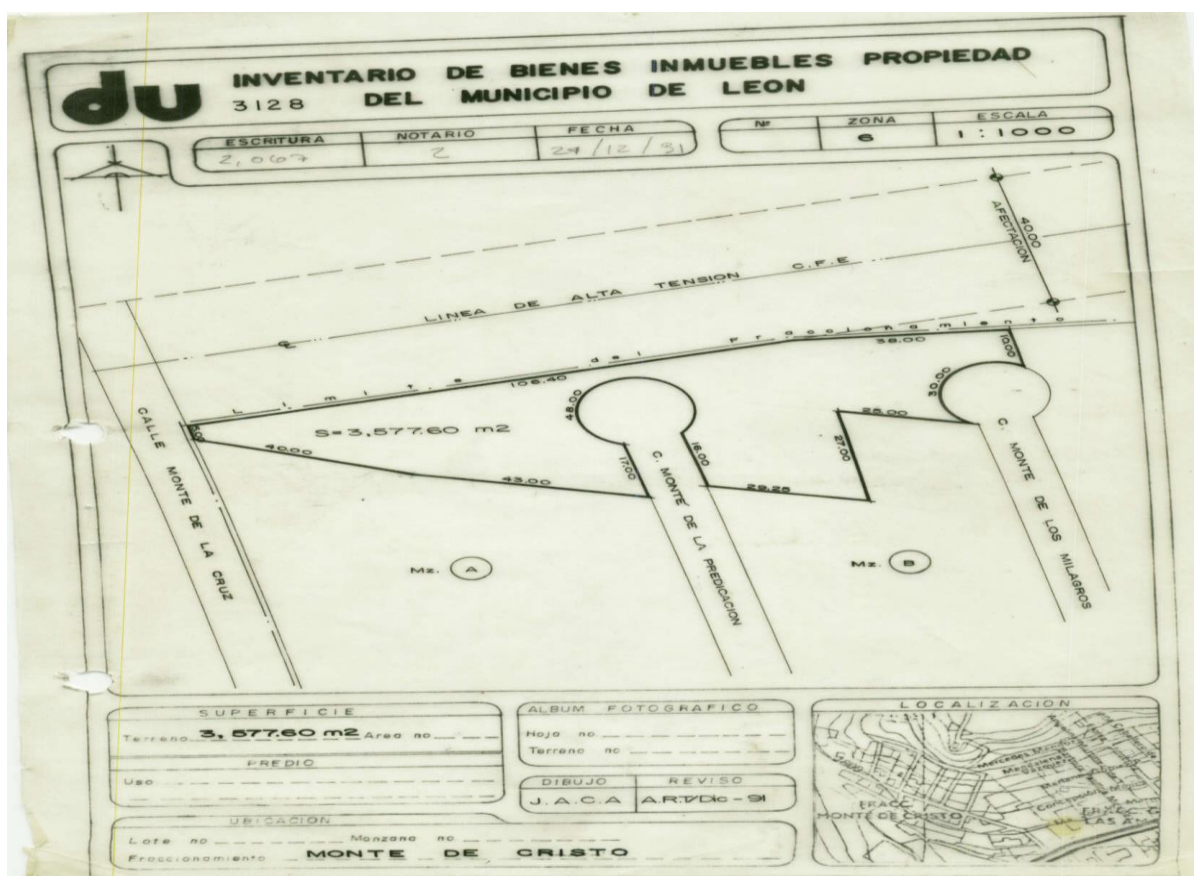 du
INVENTARIO DE BIENES INMUEBLES PROPIEDAD
3128 DEL MUNICIPIO DE LEON
ESCRITURA NOTARIO FECHA
2,067 2 /12/91
Nº ZONA ESCALA
6 1:1000
40.00
AFECTACION
LINEA DE ALTA TENSION C.F.E
Limite del Fraccionamiento
106.40
38.00
10.00
48.00
30.00
S=3,577.60 m2
40.00
43.00
17.00
16.00
29.25
27.00
25.00
CALLE MONTE DE LA CRUZ
C. MONTE DE LA PREDICACION
C. MONTE DE LOS MILAGROS
Mz. A
Mz. B
SUPERFICIE
Terreno 3,577.60 m2 Area no
PREDIO
Uso
ALBUM FOTOGRAFICO
Hoja no
Terreno no
DIBUJO REVISO
J.A.C.A A.R.T/Dic-91
UBICACION
Lote no Manzana no
Fraccionamiento MONTE DE CRISTO
LOCALIZACION
Mercedes
FRACC.
MONTE DE CRISTO